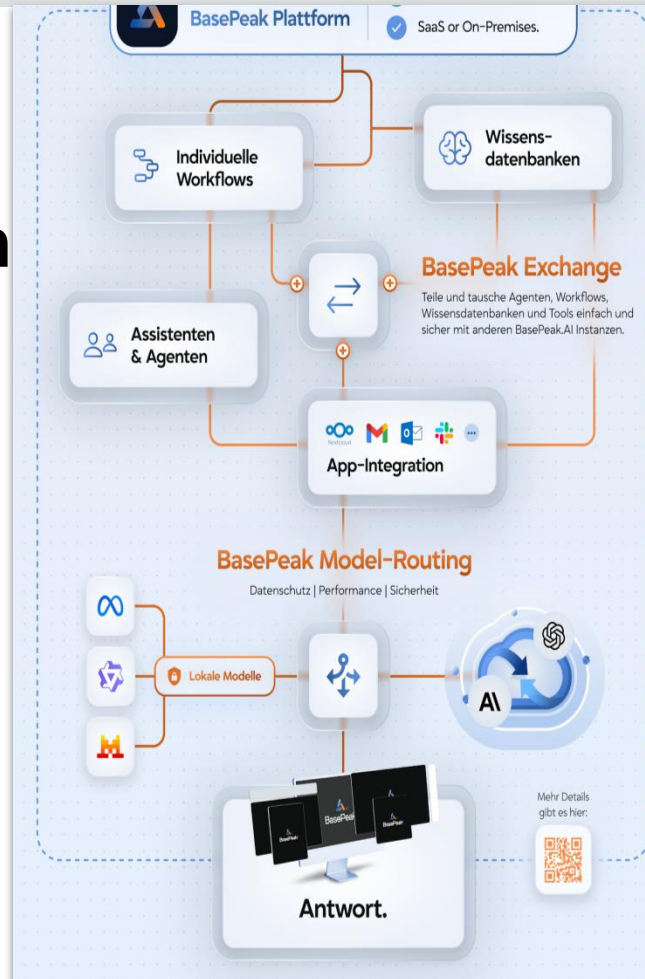 BasePeak Plattform
SaaS or On-Premises.
Individuelle
Workflows
Wissens-
datenbanken
n
BasePeak Exchange
Teile und tausche Agenten, Workflows,
Wissensdatenbanken und Tools einfach und
sicher mit anderen BasePeak.AI Instanzen.
Assistenten
& Agenten
Nextcloud
App-Integration
BasePeak Model-Routing
Datenschutz | Performance | Sicherheit
Lokale Modelle
A\
BasePeak
Mehr Details
gibt es hier:
Antwort.